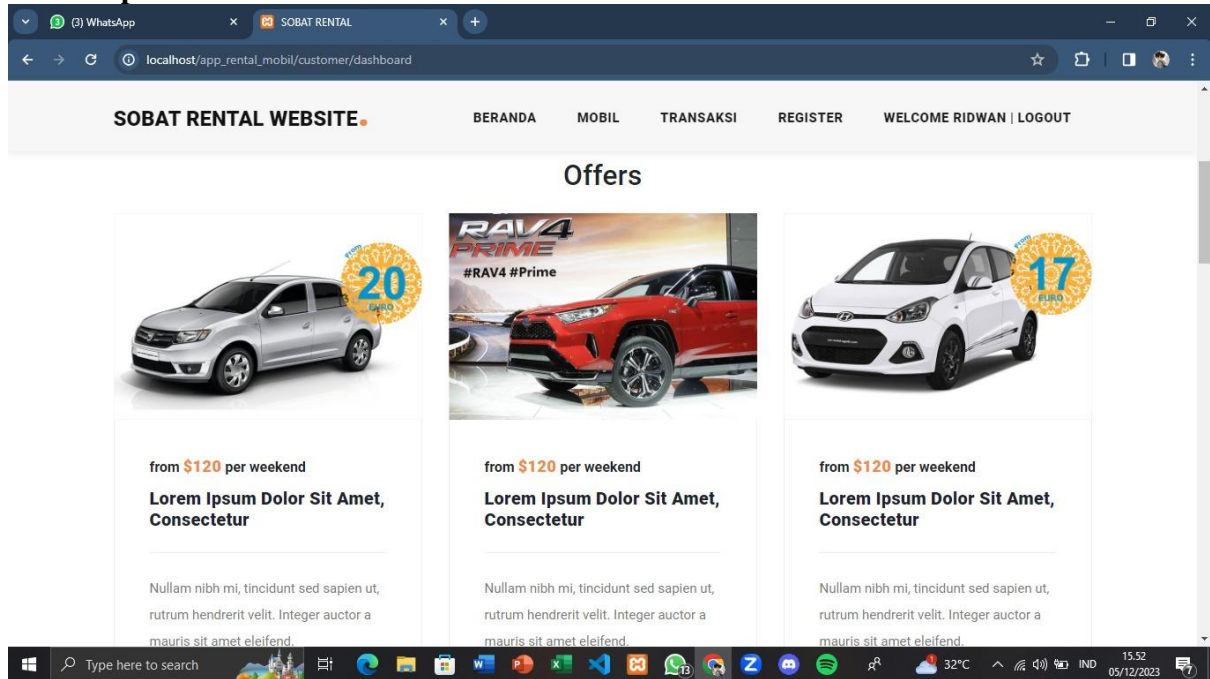 (3) WhatsApp
SOBAT RENTAL
localhost/app_rental_mobil/customer/dashboard
SOBAT RENTAL WEBSITE.
BERANDA MOBIL TRANSAKSI REGISTER WELCOME RIDWAN | LOGOUT
Offers
From
20
EURO
RAV4
PRIME
#RAV4 #Prime
From
17
EURO
from $120 per weekend
Lorem Ipsum Dolor Sit Amet,
Consectetur
Nullam nibh mi, tincidunt sed sapien ut,
rutrum hendrerit velit. Integer auctor a
mauris sit amet eleifend.
from $120 per weekend
Lorem Ipsum Dolor Sit Amet,
Consectetur
Nullam nibh mi, tincidunt sed sapien ut,
rutrum hendrerit velit. Integer auctor a
mauris sit amet eleifend.
from $120 per weekend
Lorem Ipsum Dolor Sit Amet,
Consectetur
Nullam nibh mi, tincidunt sed sapien ut,
rutrum hendrerit velit. Integer auctor a
mauris sit amet eleifend.
Type here to search
32°C
IND
15.52
05/12/2023